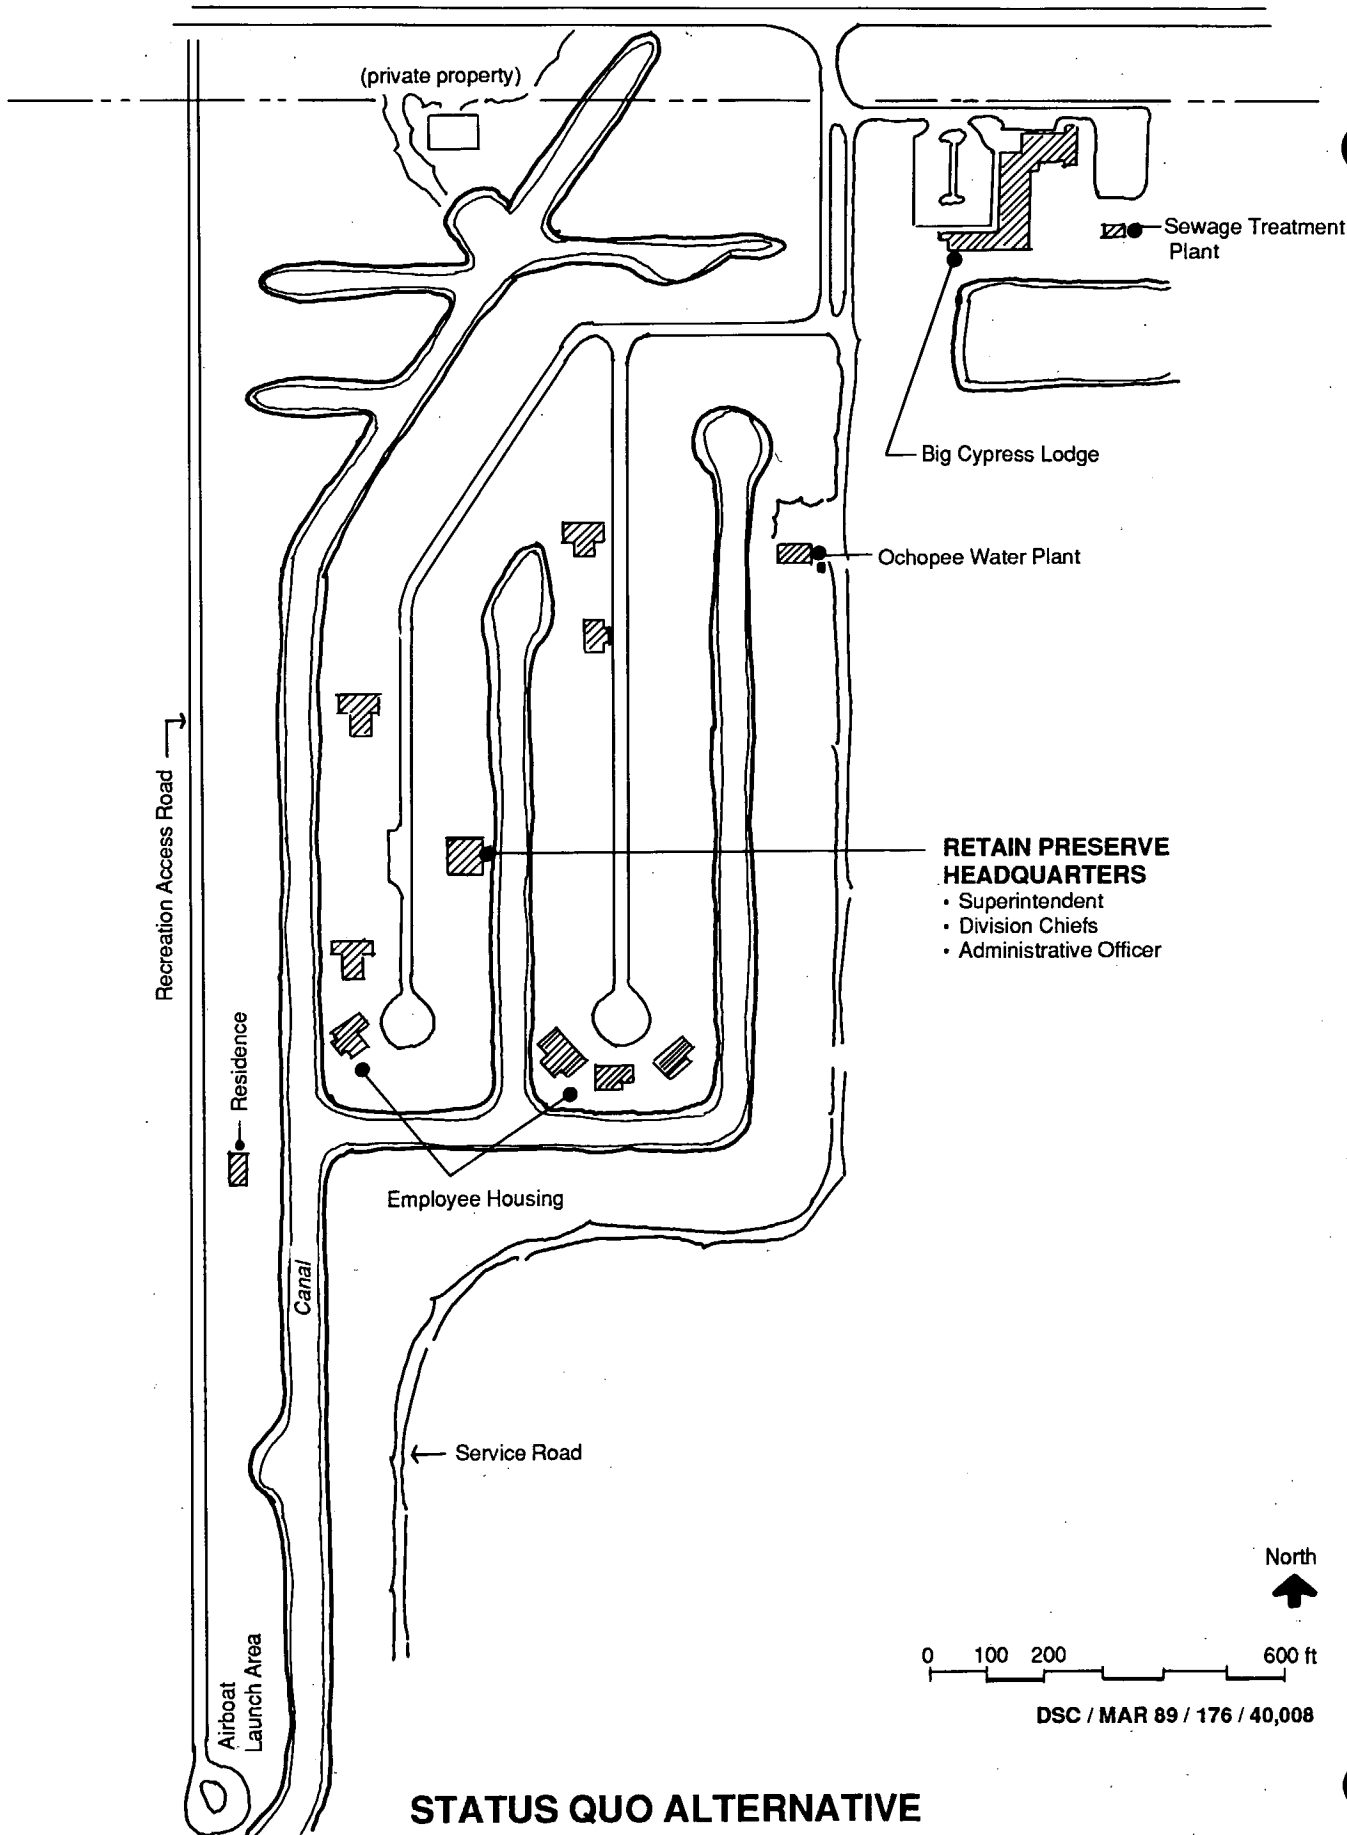 (private property)
Sewage Treatment
Plant
Big Cypress Lodge
Ochopee Water Plant
Recreation Access Road
RETAIN PRESERVE
HEADQUARTERS
• Superintendent
• Division Chiefs
• Administrative Officer
Residence
Employee Housing
Canal
Service Road
North
Airboat
Launch Area
0 100 200 600 ft
DSC / MAR 89 / 176 / 40,008
STATUS QUO ALTERNATIVE